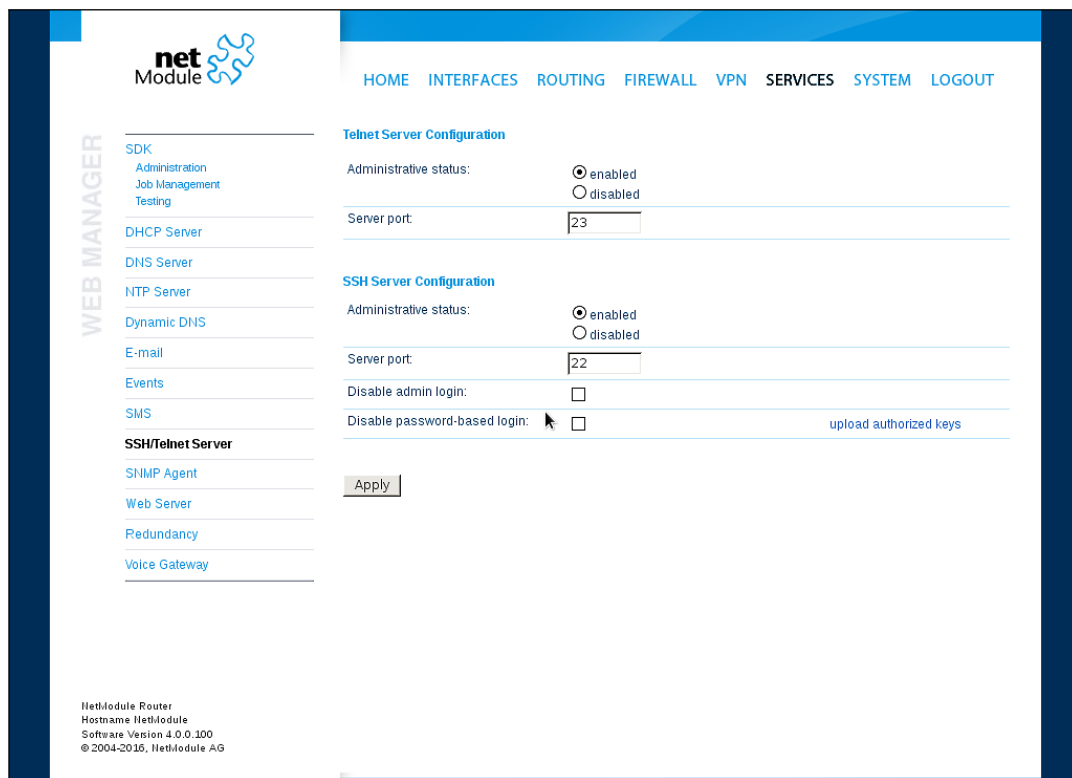 net
Module
HOME INTERFACES ROUTING FIREWALL VPN SERVICES SYSTEM LOGOUT
WEB MANAGER
SDK
Administration
Job Management
Testing
DHCP Server
DNS Server
NTP Server
Dynamic DNS
E-mail
Events
SMS
SSH/Telnet Server
SNMP Agent
Web Server
Redundancy
Voice Gateway
Telnet Server Configuration
Administrative status:
enabled
disabled
Server port: 23
SSH Server Configuration
Administrative status:
enabled
disabled
Server port: 22
Disable admin login:
Disable password-based login: upload authorized keys
Apply
NetModule Router
Hostname NetModule
Software Version 4.0.0.100
© 2004-2016, NetModule AG